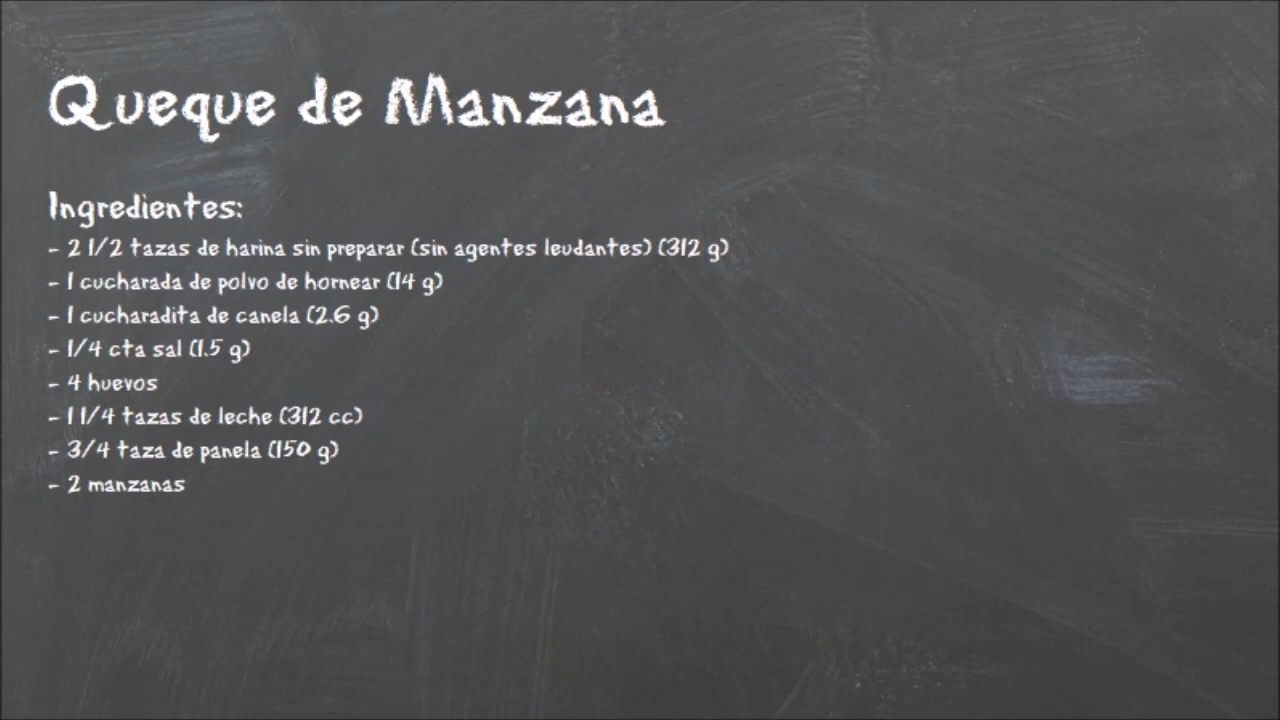 Queque de Manzana
Ingredientes:
- 2 1/2 tazas de harina sin preparar (sin agentes leudantes) (312 g)
- 1 cucharada de polvo de hornear (14 g)
- 1 cucharadita de canela (2.6 g)
- 1/4 cta sal (1.5 g)
- 4 huevos
- 1 1/4 tazas de leche (312 cc)
- 3/4 taza de panela (150 g)
- 2 manzanas